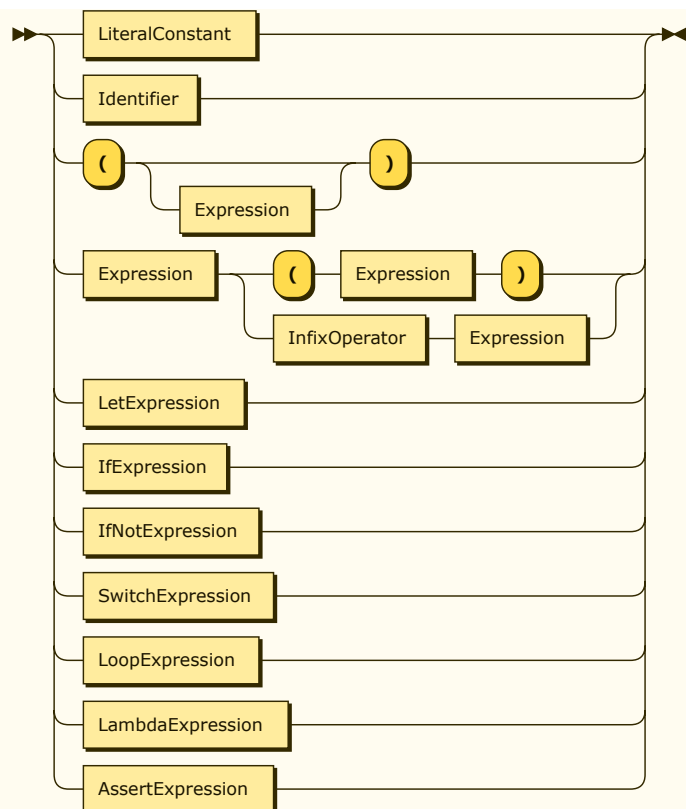 LiteralConstant
Identifier
( )
Expression
Expression ( Expression )
InfixOperator Expression
LetExpression
IfExpression
IfNotExpression
SwitchExpression
LoopExpression
LambdaExpression
AssertExpression